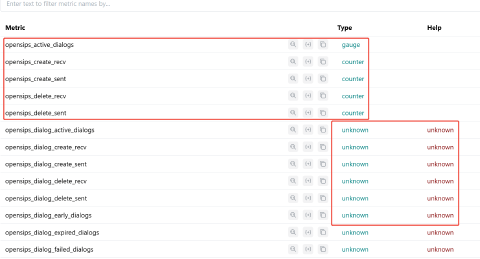 Enter text to filter metric names by...
Metric Type Help
opensips_active_dialogs gauge
opensips_create_recv counter
opensips_create_sent counter
opensips_delete_recv counter
opensips_delete_sent counter
opensips_dialog_active_dialogs unknown unknown
opensips_dialog_create_recv unknown unknown
opensips_dialog_create_sent unknown unknown
opensips_dialog_delete_recv unknown unknown
opensips_dialog_delete_sent unknown unknown
opensips_dialog_early_dialogs unknown unknown
opensips_dialog_expired_dialogs unknown unknown
opensips_dialog_failed_dialogs unknown unknown